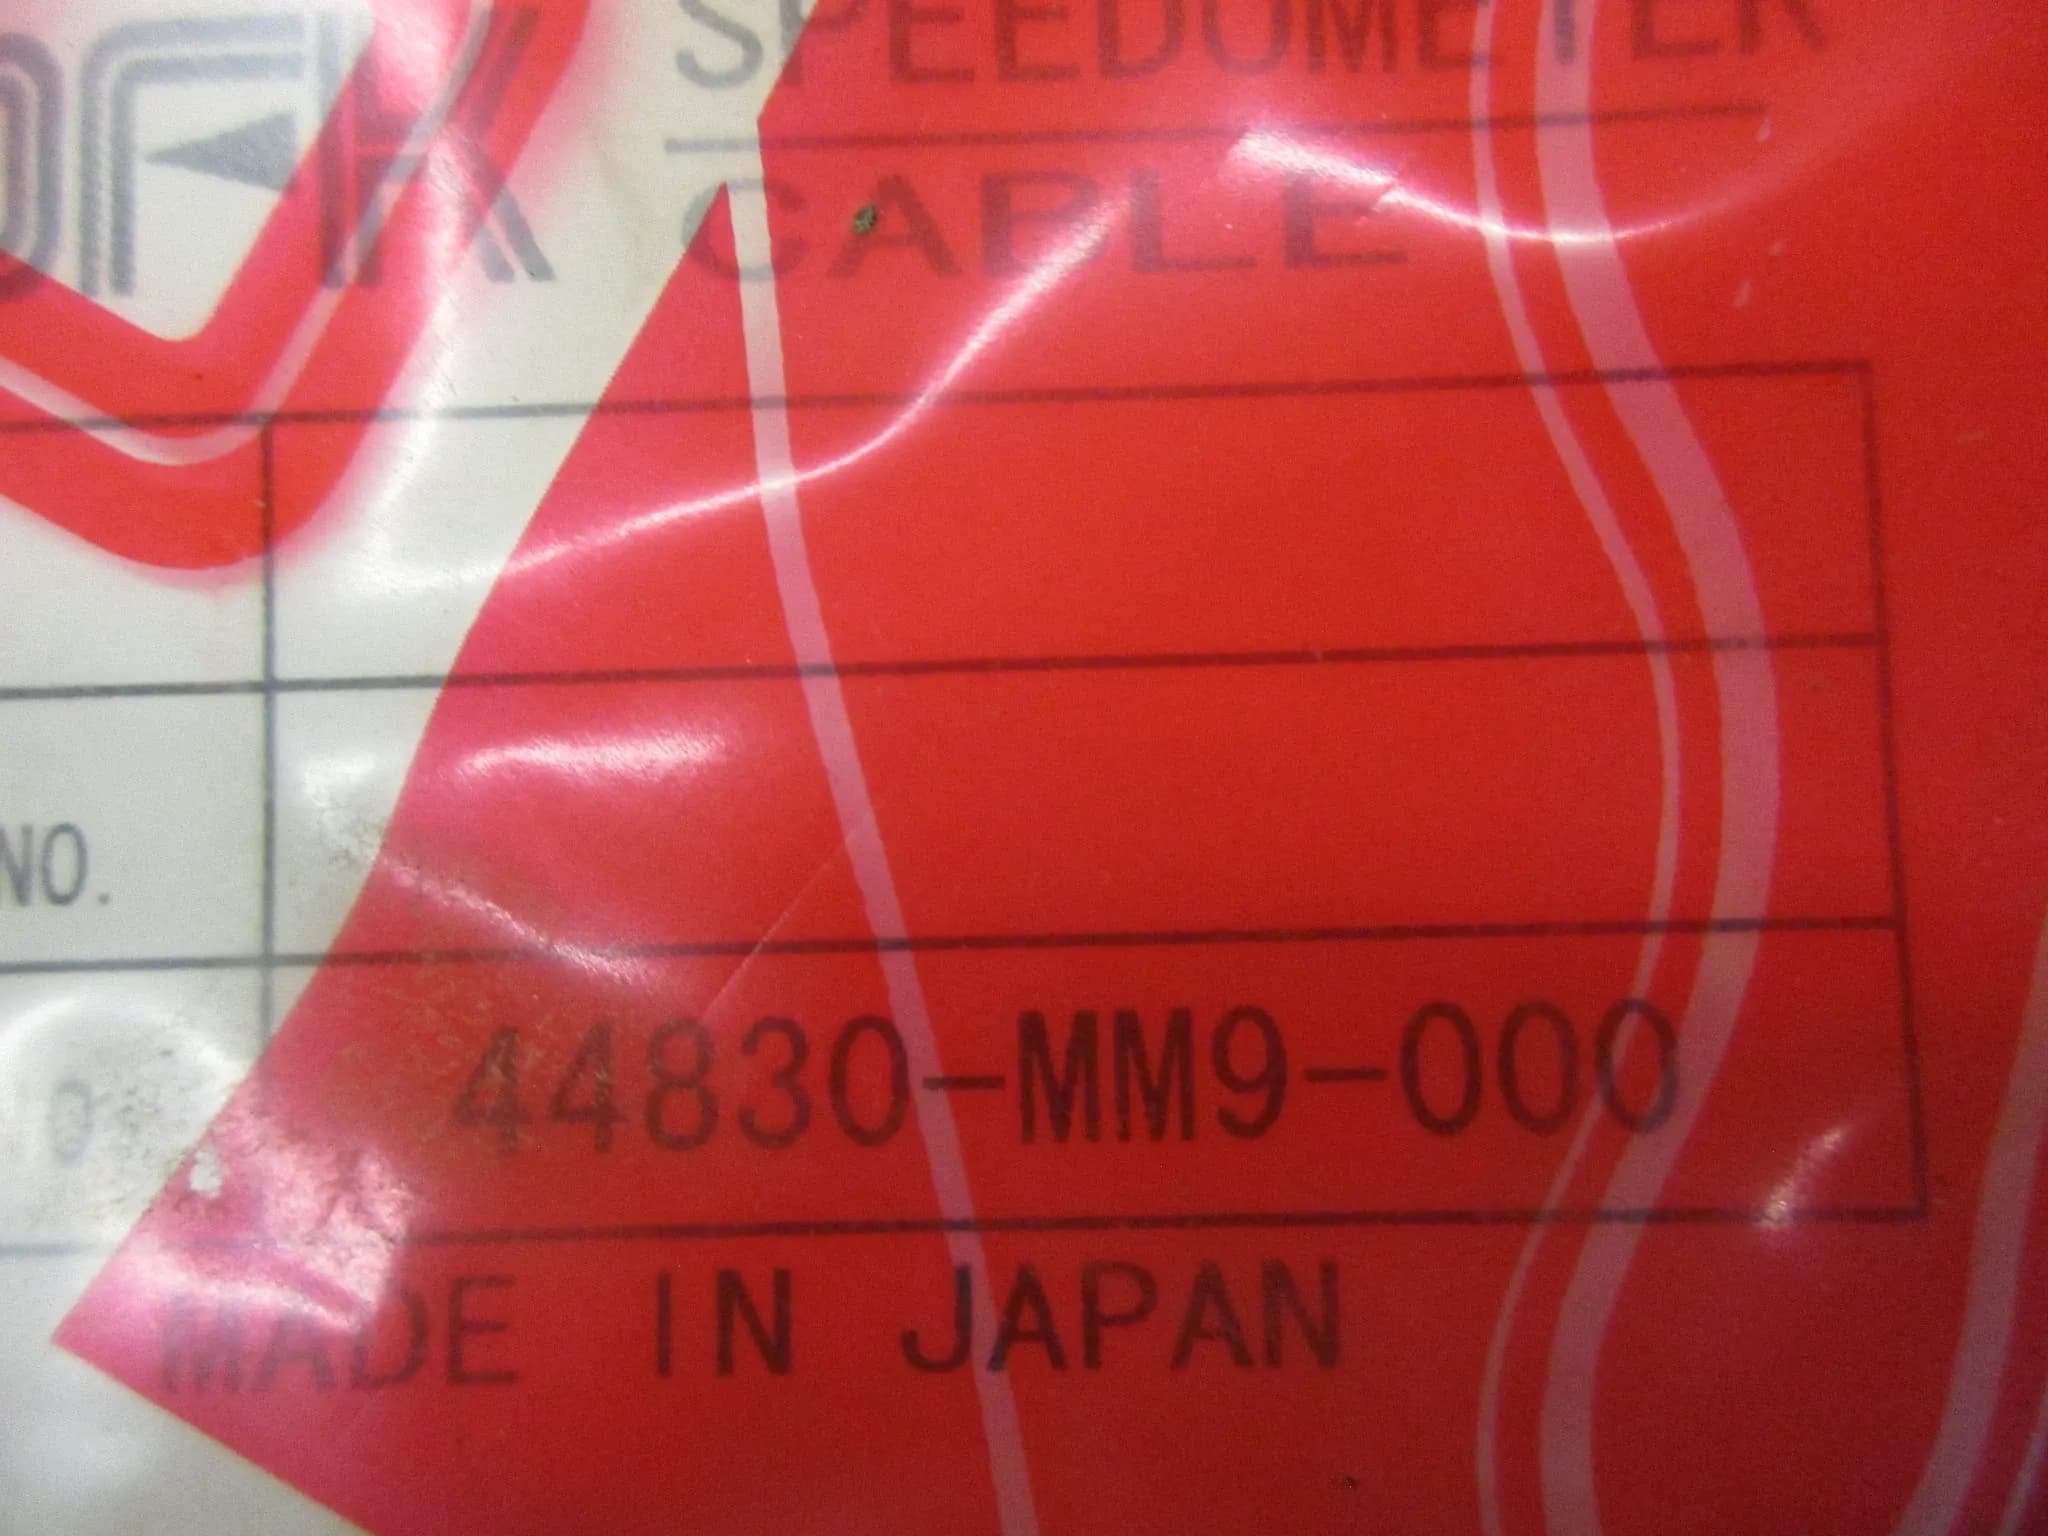 SPEEDOMETER
CABLE
NO.
44830-MM9-000
MADE IN JAPAN